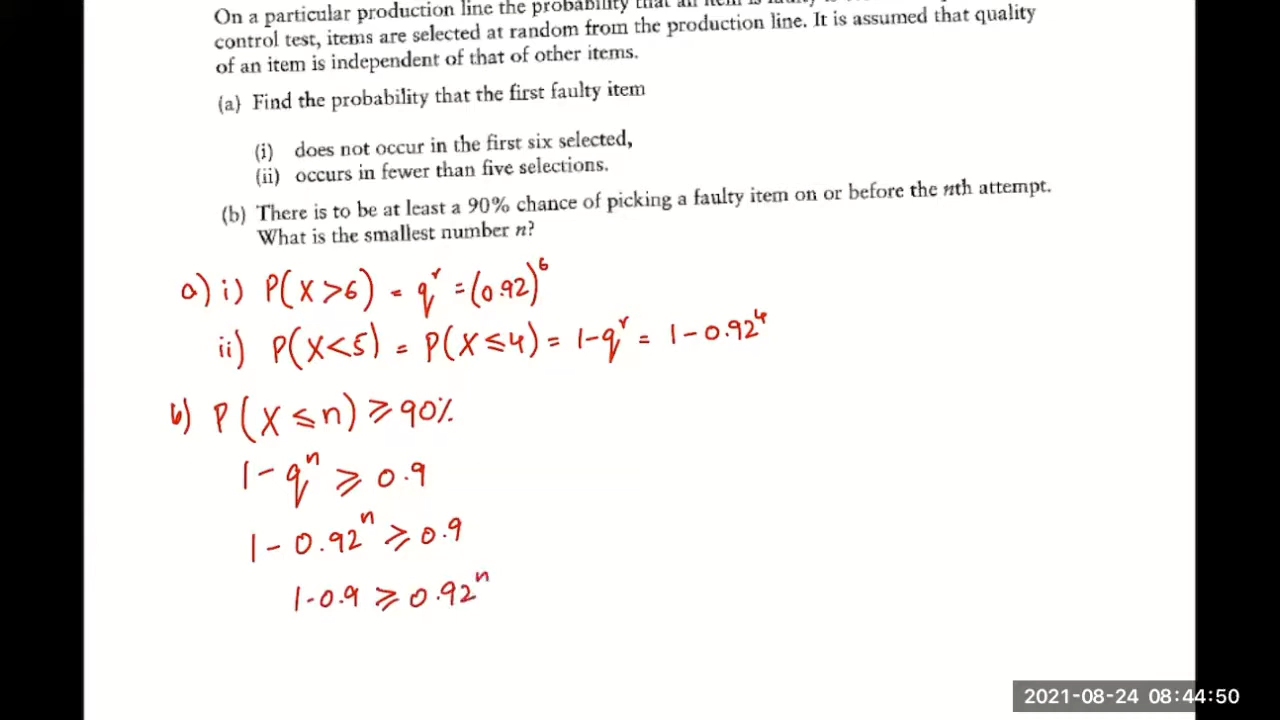 On a particular production line the probability that an item is faulty is
control test, items are selected at random from the production line. It is assumed that quality
of an item is independent of that of other items.
(a) Find the probability that the first faulty item
(i) does not occur in the first six selected,
(ii) occurs in fewer than five selections.
(b) There is to be at least a 90% chance of picking a faulty item on or before the nth attempt.
What is the smallest number n?
a) i) P(X>6) = q^r = (0.92)^6
ii) P(X<5) = P(X⩽4) = 1-q^r = 1-0.92^4
b) P(X⩽n) ⩾ 90%
1-q^n ⩾ 0.9
1-0.92^n ⩾ 0.9
1-0.9 ⩾ 0.92^n
2021-08-24 08:44:50